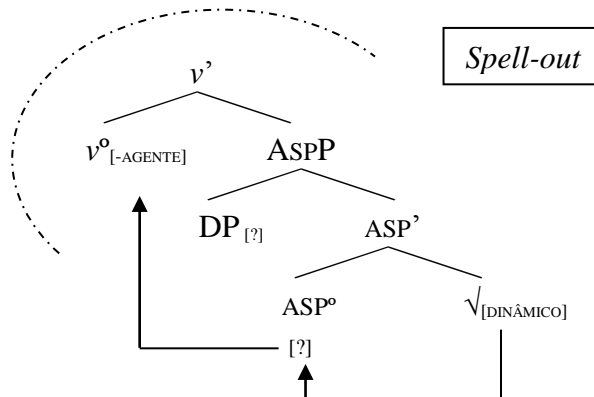 Spell-out
v’
vº[-AGENTE] ASPP
DP [?] ASP’
ASPº √[DINÂMICO]
[?]